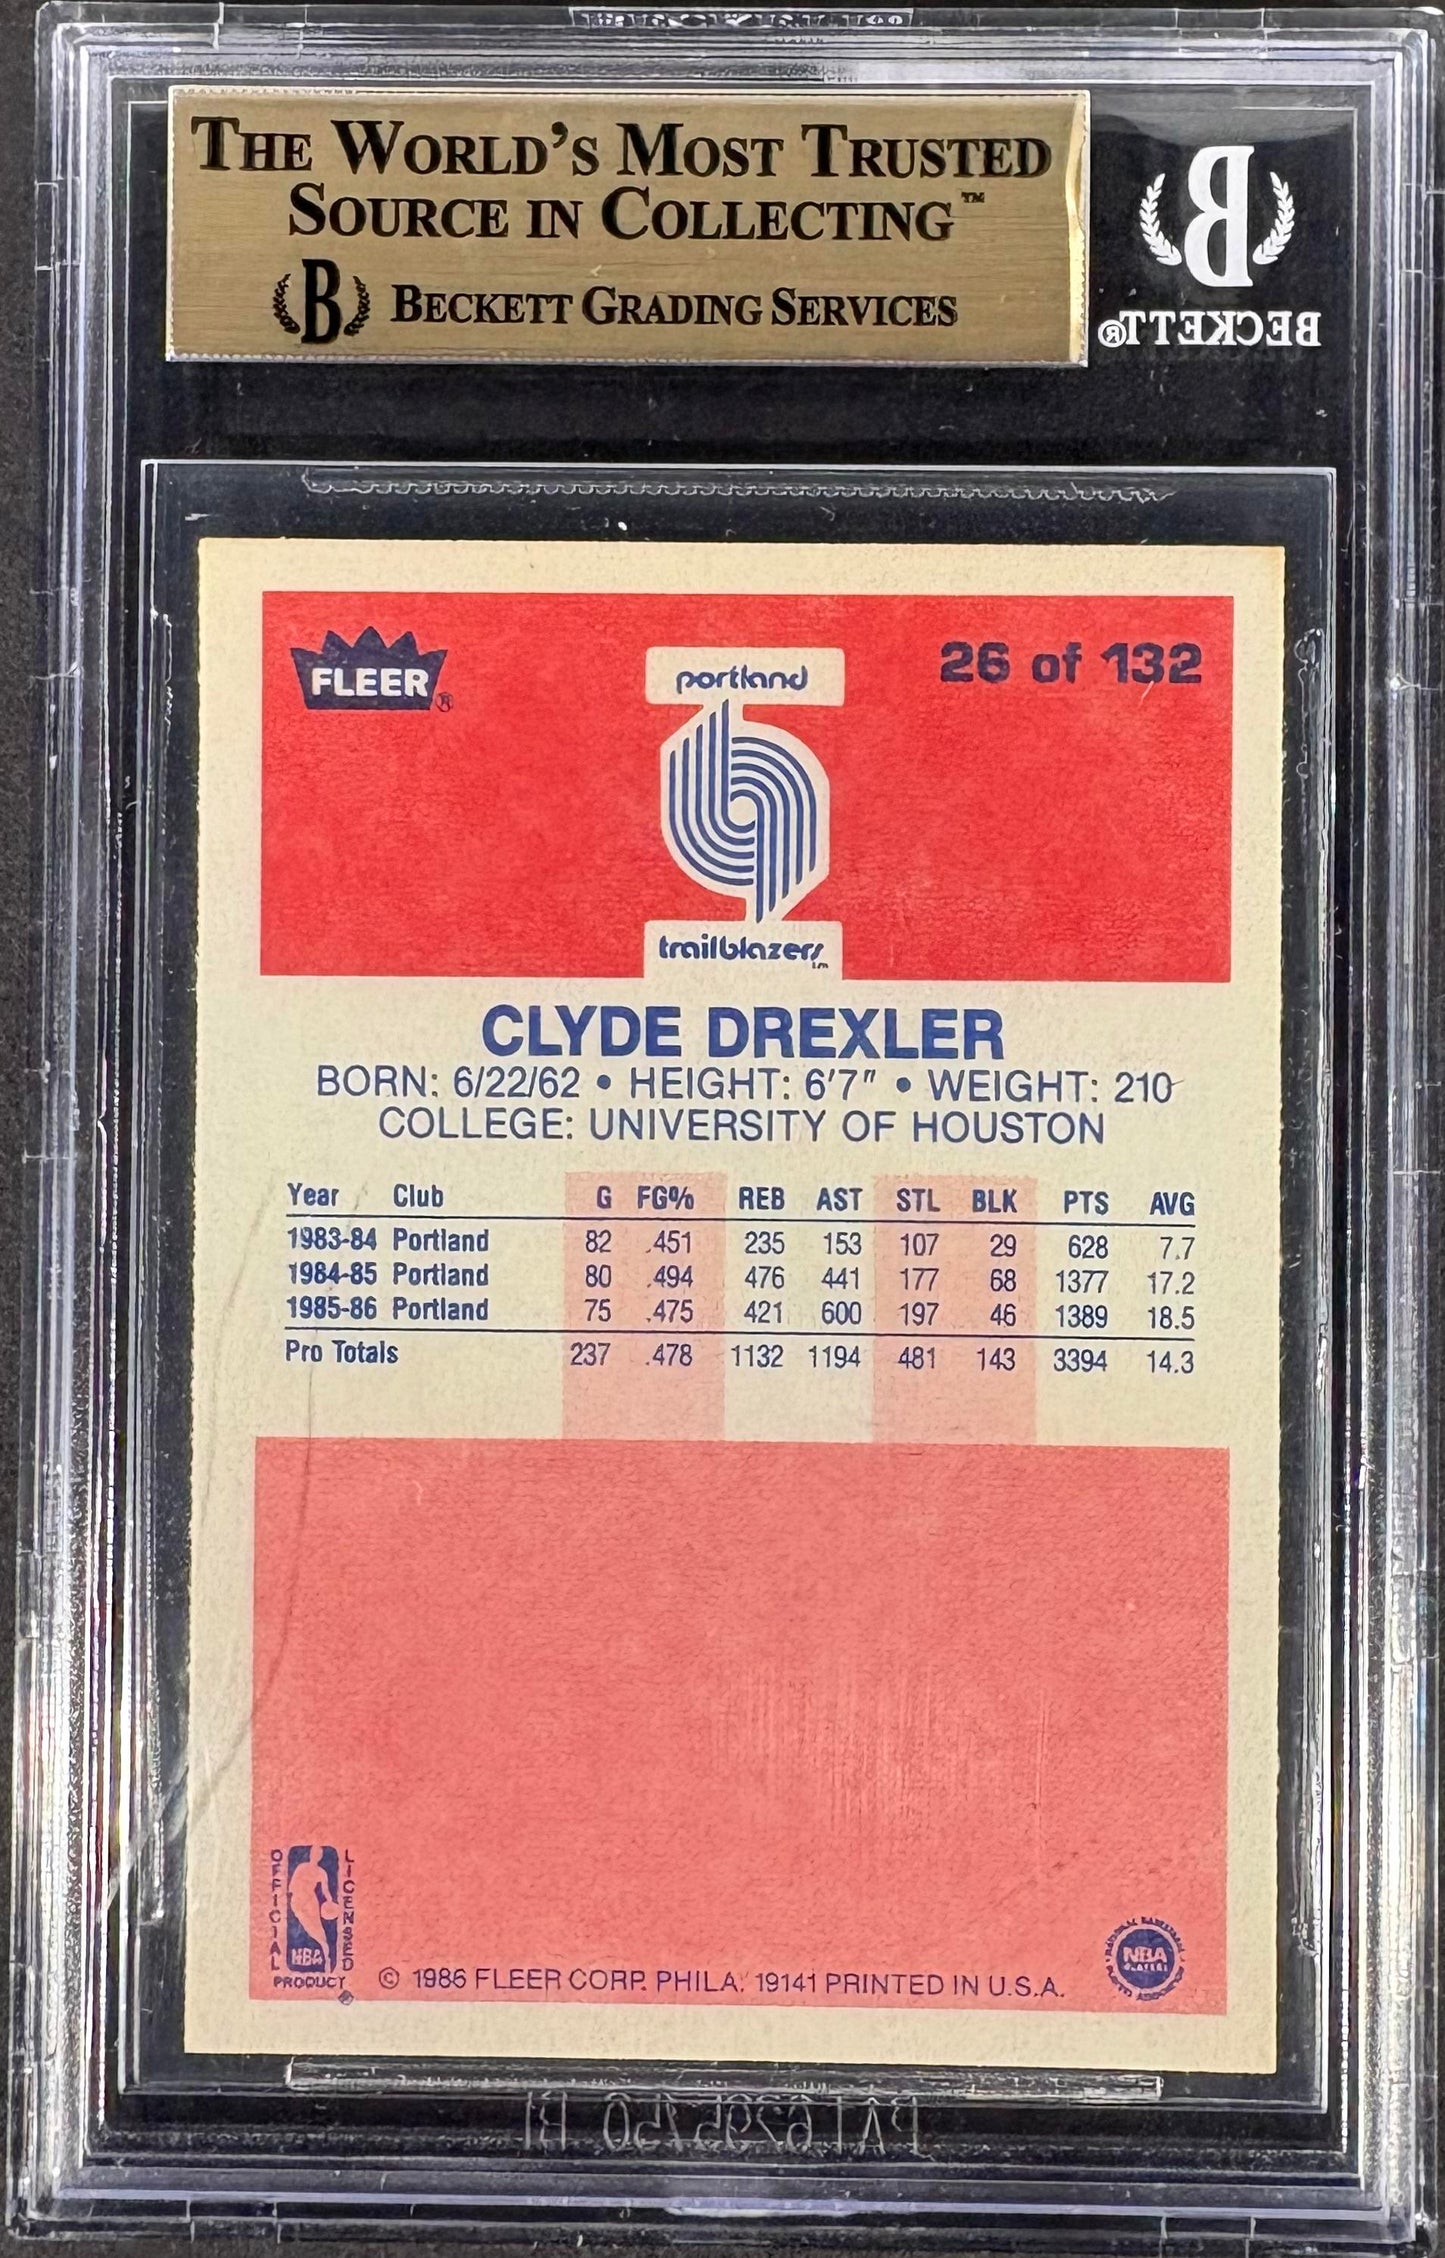 THE WORLD'S MOST TRUSTED
SOURCE IN COLLECTING™
B BECKETT GRADING SERVICES
B
BECKETT®
FLEER®
portland
26 of 132
trailblazers
TM
CLYDE DREXLER
BORN: 6/22/62 • HEIGHT: 6'7" • WEIGHT: 210
COLLEGE: UNIVERSITY OF HOUSTON
Year Club G FG% REB AST STL BLK PTS AVG
1983-84 Portland 82 .451 235 153 107 29 628 7.7
1984-85 Portland 80 .494 476 441 177 68 1377 17.2
1985-86 Portland 75 .475 421 600 197 46 1389 18.5
Pro Totals 237 .478 1132 1194 481 143 3394 14.3
OFFICIAL
LICENSED
NBA
PRODUCT
© 1986 FLEER CORP. PHILA. 19141 PRINTED IN U.S.A.
NBA
PLAYERS